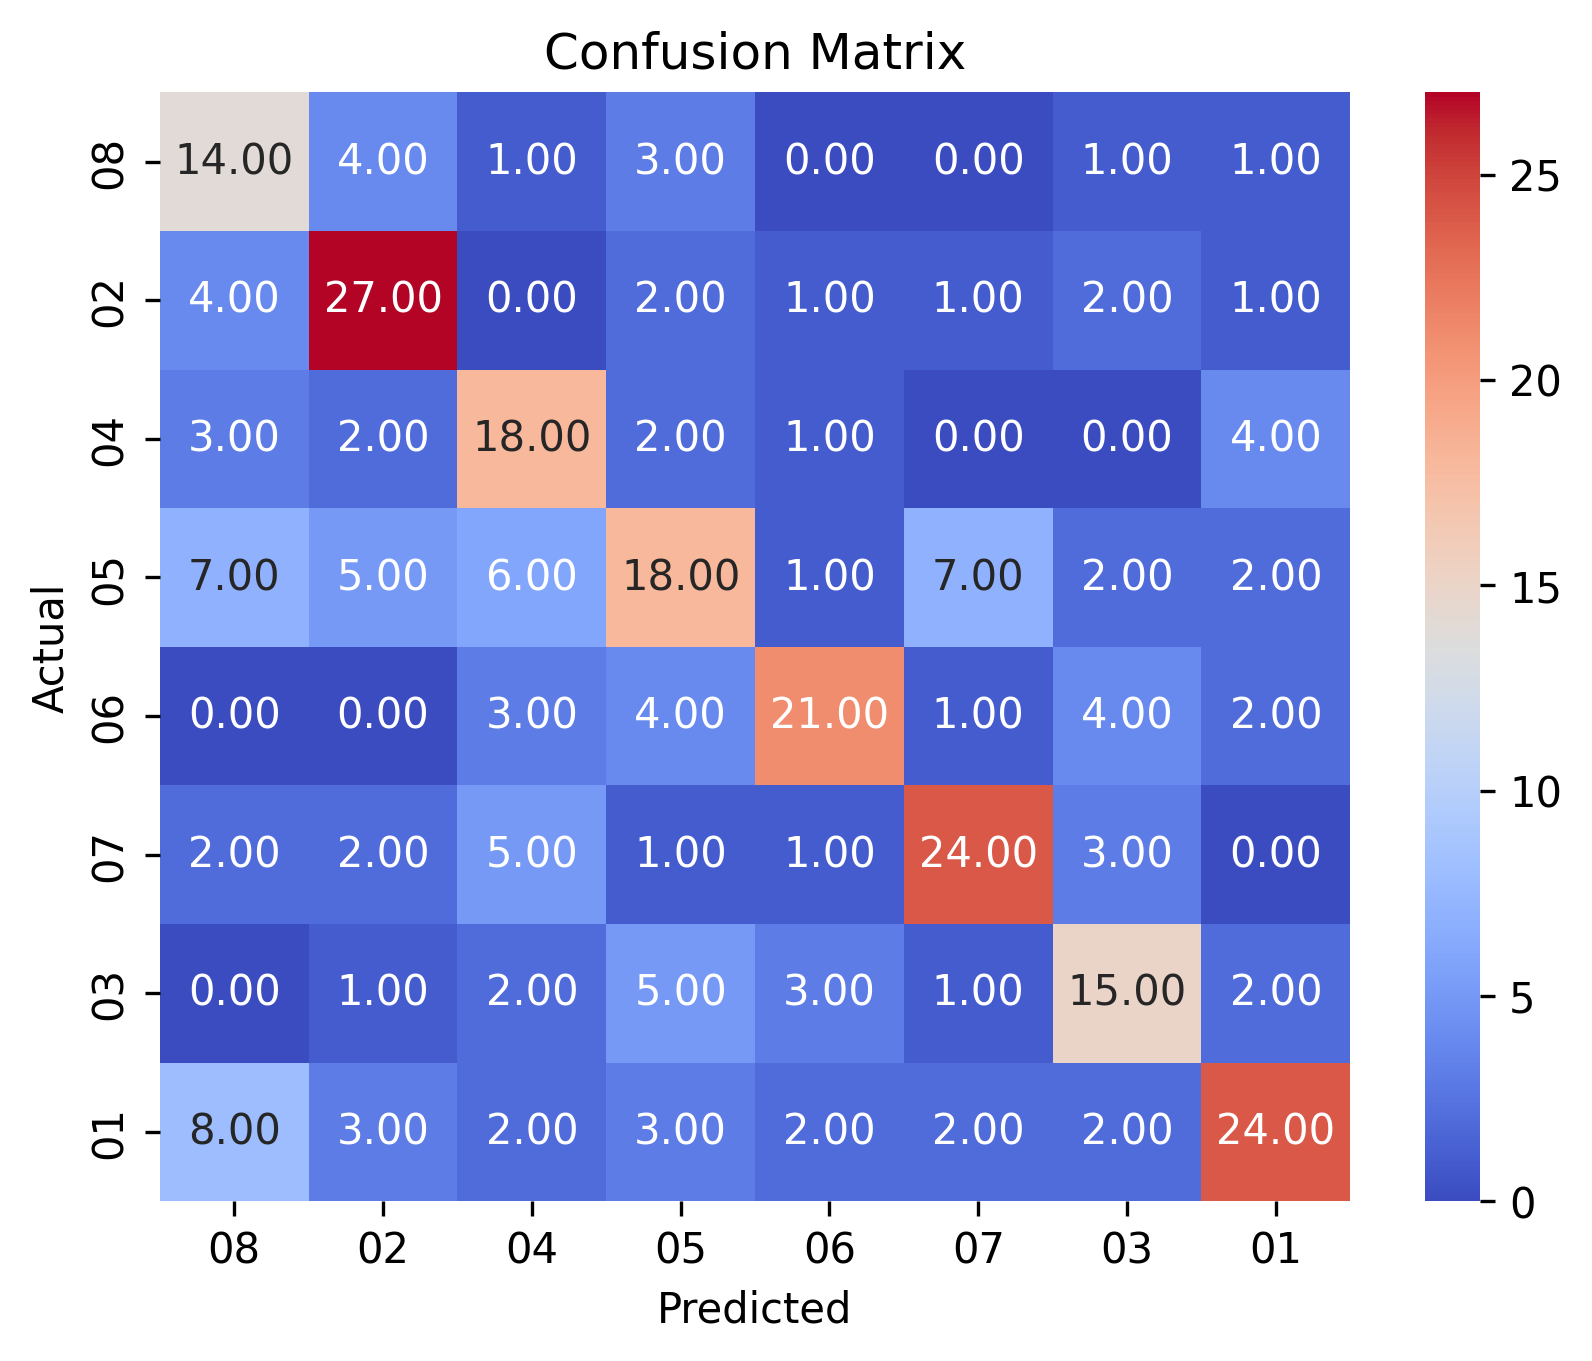 Confusion Matrix
08 14.00 4.00 1.00 3.00 0.00 0.00 1.00 1.00
02 4.00 27.00 0.00 2.00 1.00 1.00 2.00 1.00
04 3.00 2.00 18.00 2.00 1.00 0.00 0.00 4.00
05 7.00 5.00 6.00 18.00 1.00 7.00 2.00 2.00
06 0.00 0.00 3.00 4.00 21.00 1.00 4.00 2.00
07 2.00 2.00 5.00 1.00 1.00 24.00 3.00 0.00
03 0.00 1.00 2.00 5.00 3.00 1.00 15.00 2.00
01 8.00 3.00 2.00 3.00 2.00 2.00 2.00 24.00
08 02 04 05 06 07 03 01
Predicted
Actual
25
20
15
10
5
0